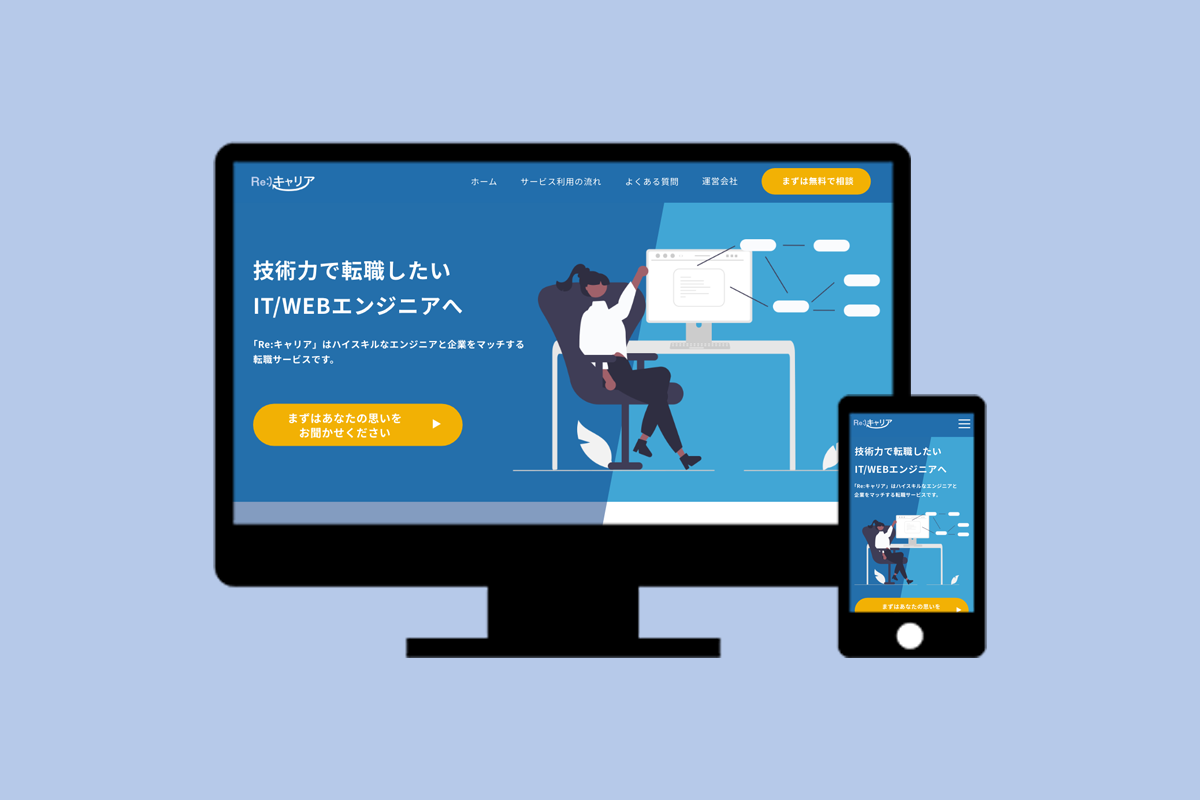 Re:)キャリア
ホーム サービス利用の流れ よくある質問 運営会社 まずは無料で相談
技術力で転職したい
IT/WEBエンジニアへ
「Re:キャリア」はハイスキルなエンジニアと企業をマッチする
転職サービスです。
まずはあなたの思いを
お聞かせください
Re:)キャリア
技術力で転職したい
IT/WEBエンジニアへ
「Re:キャリア」はハイスキルなエンジニアと
企業をマッチする転職サービスです。
まずはあなたの思いを